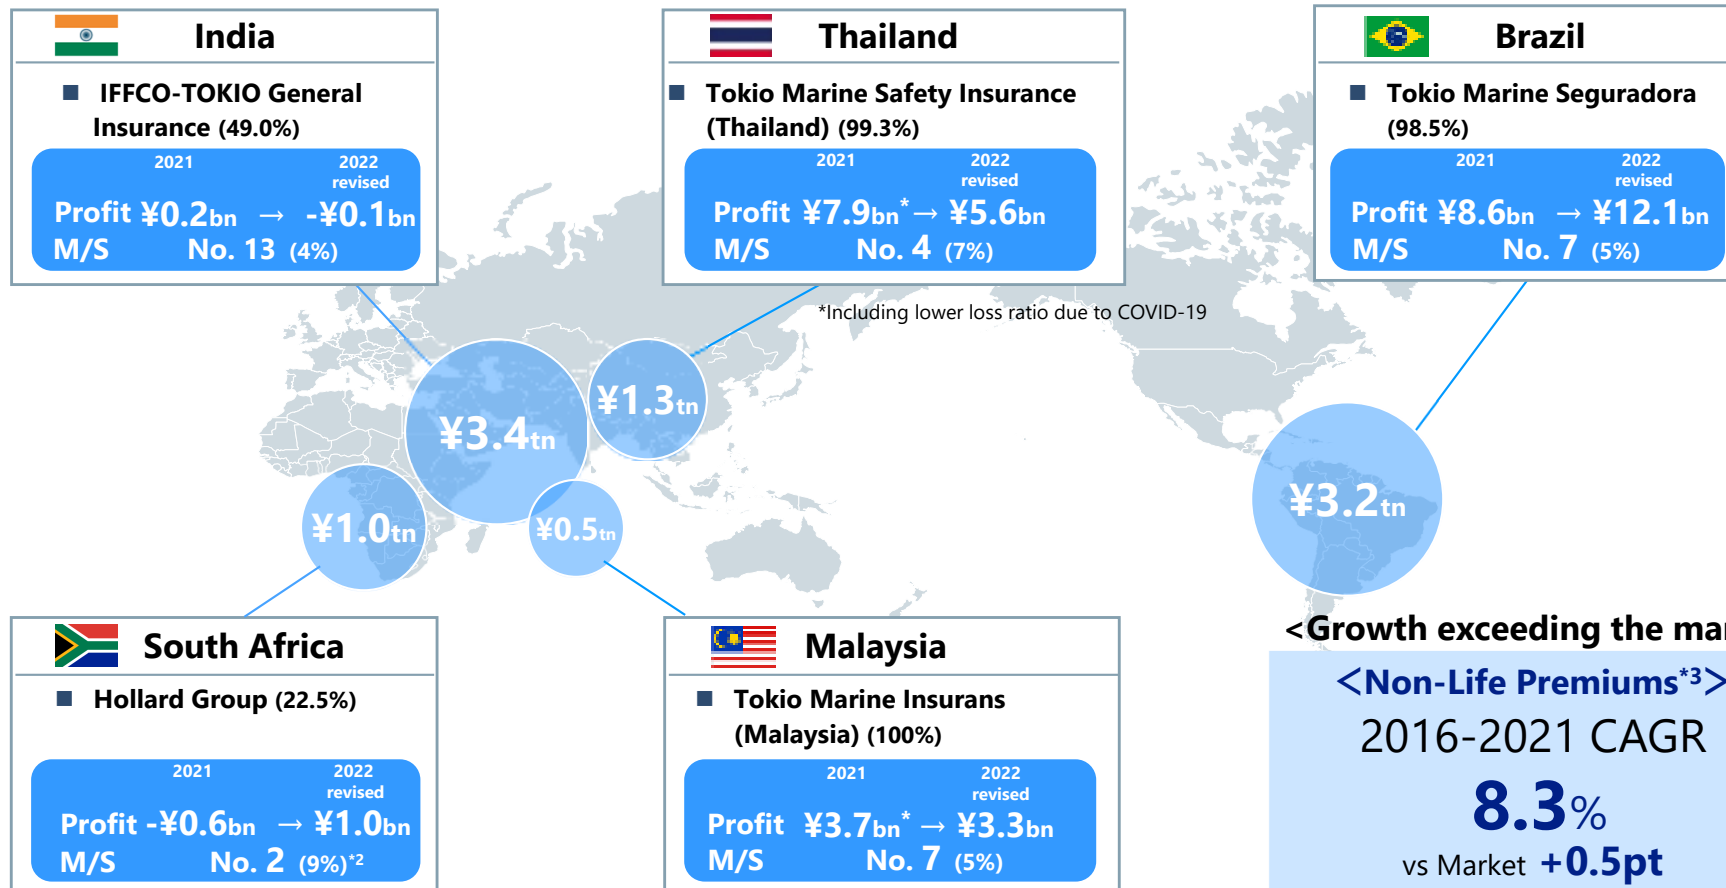 India
■ IFFCO-TOKIO General
Insurance (49.0%)
2021 2022
revised
Profit ¥0.2bn → -¥0.1bn
M/S No. 13 (4%)
Thailand
■ Tokio Marine Safety Insurance
(Thailand) (99.3%)
2021 2022
revised
Profit ¥7.9bn* → ¥5.6bn
M/S No. 4 (7%)
*Including lower loss ratio due to COVID-19
Brazil
■ Tokio Marine Seguradora
(98.5%)
2021 2022
revised
Profit ¥8.6bn → ¥12.1bn
M/S No. 7 (5%)
¥3.4tn
¥1.3tn
¥1.0tn
¥0.5tn
¥3.2tn
South Africa
■ Hollard Group (22.5%)
2021 2022
revised
Profit -¥0.6bn → ¥1.0bn
M/S No. 2 (9%)*2
Malaysia
■ Tokio Marine Insurans
(Malaysia) (100%)
2021 2022
revised
Profit ¥3.7bn* → ¥3.3bn
M/S No. 7 (5%)
<Growth exceeding the mar
<Non-Life Premiums*3>
2016-2021 CAGR
8.3%
vs Market +0.5pt